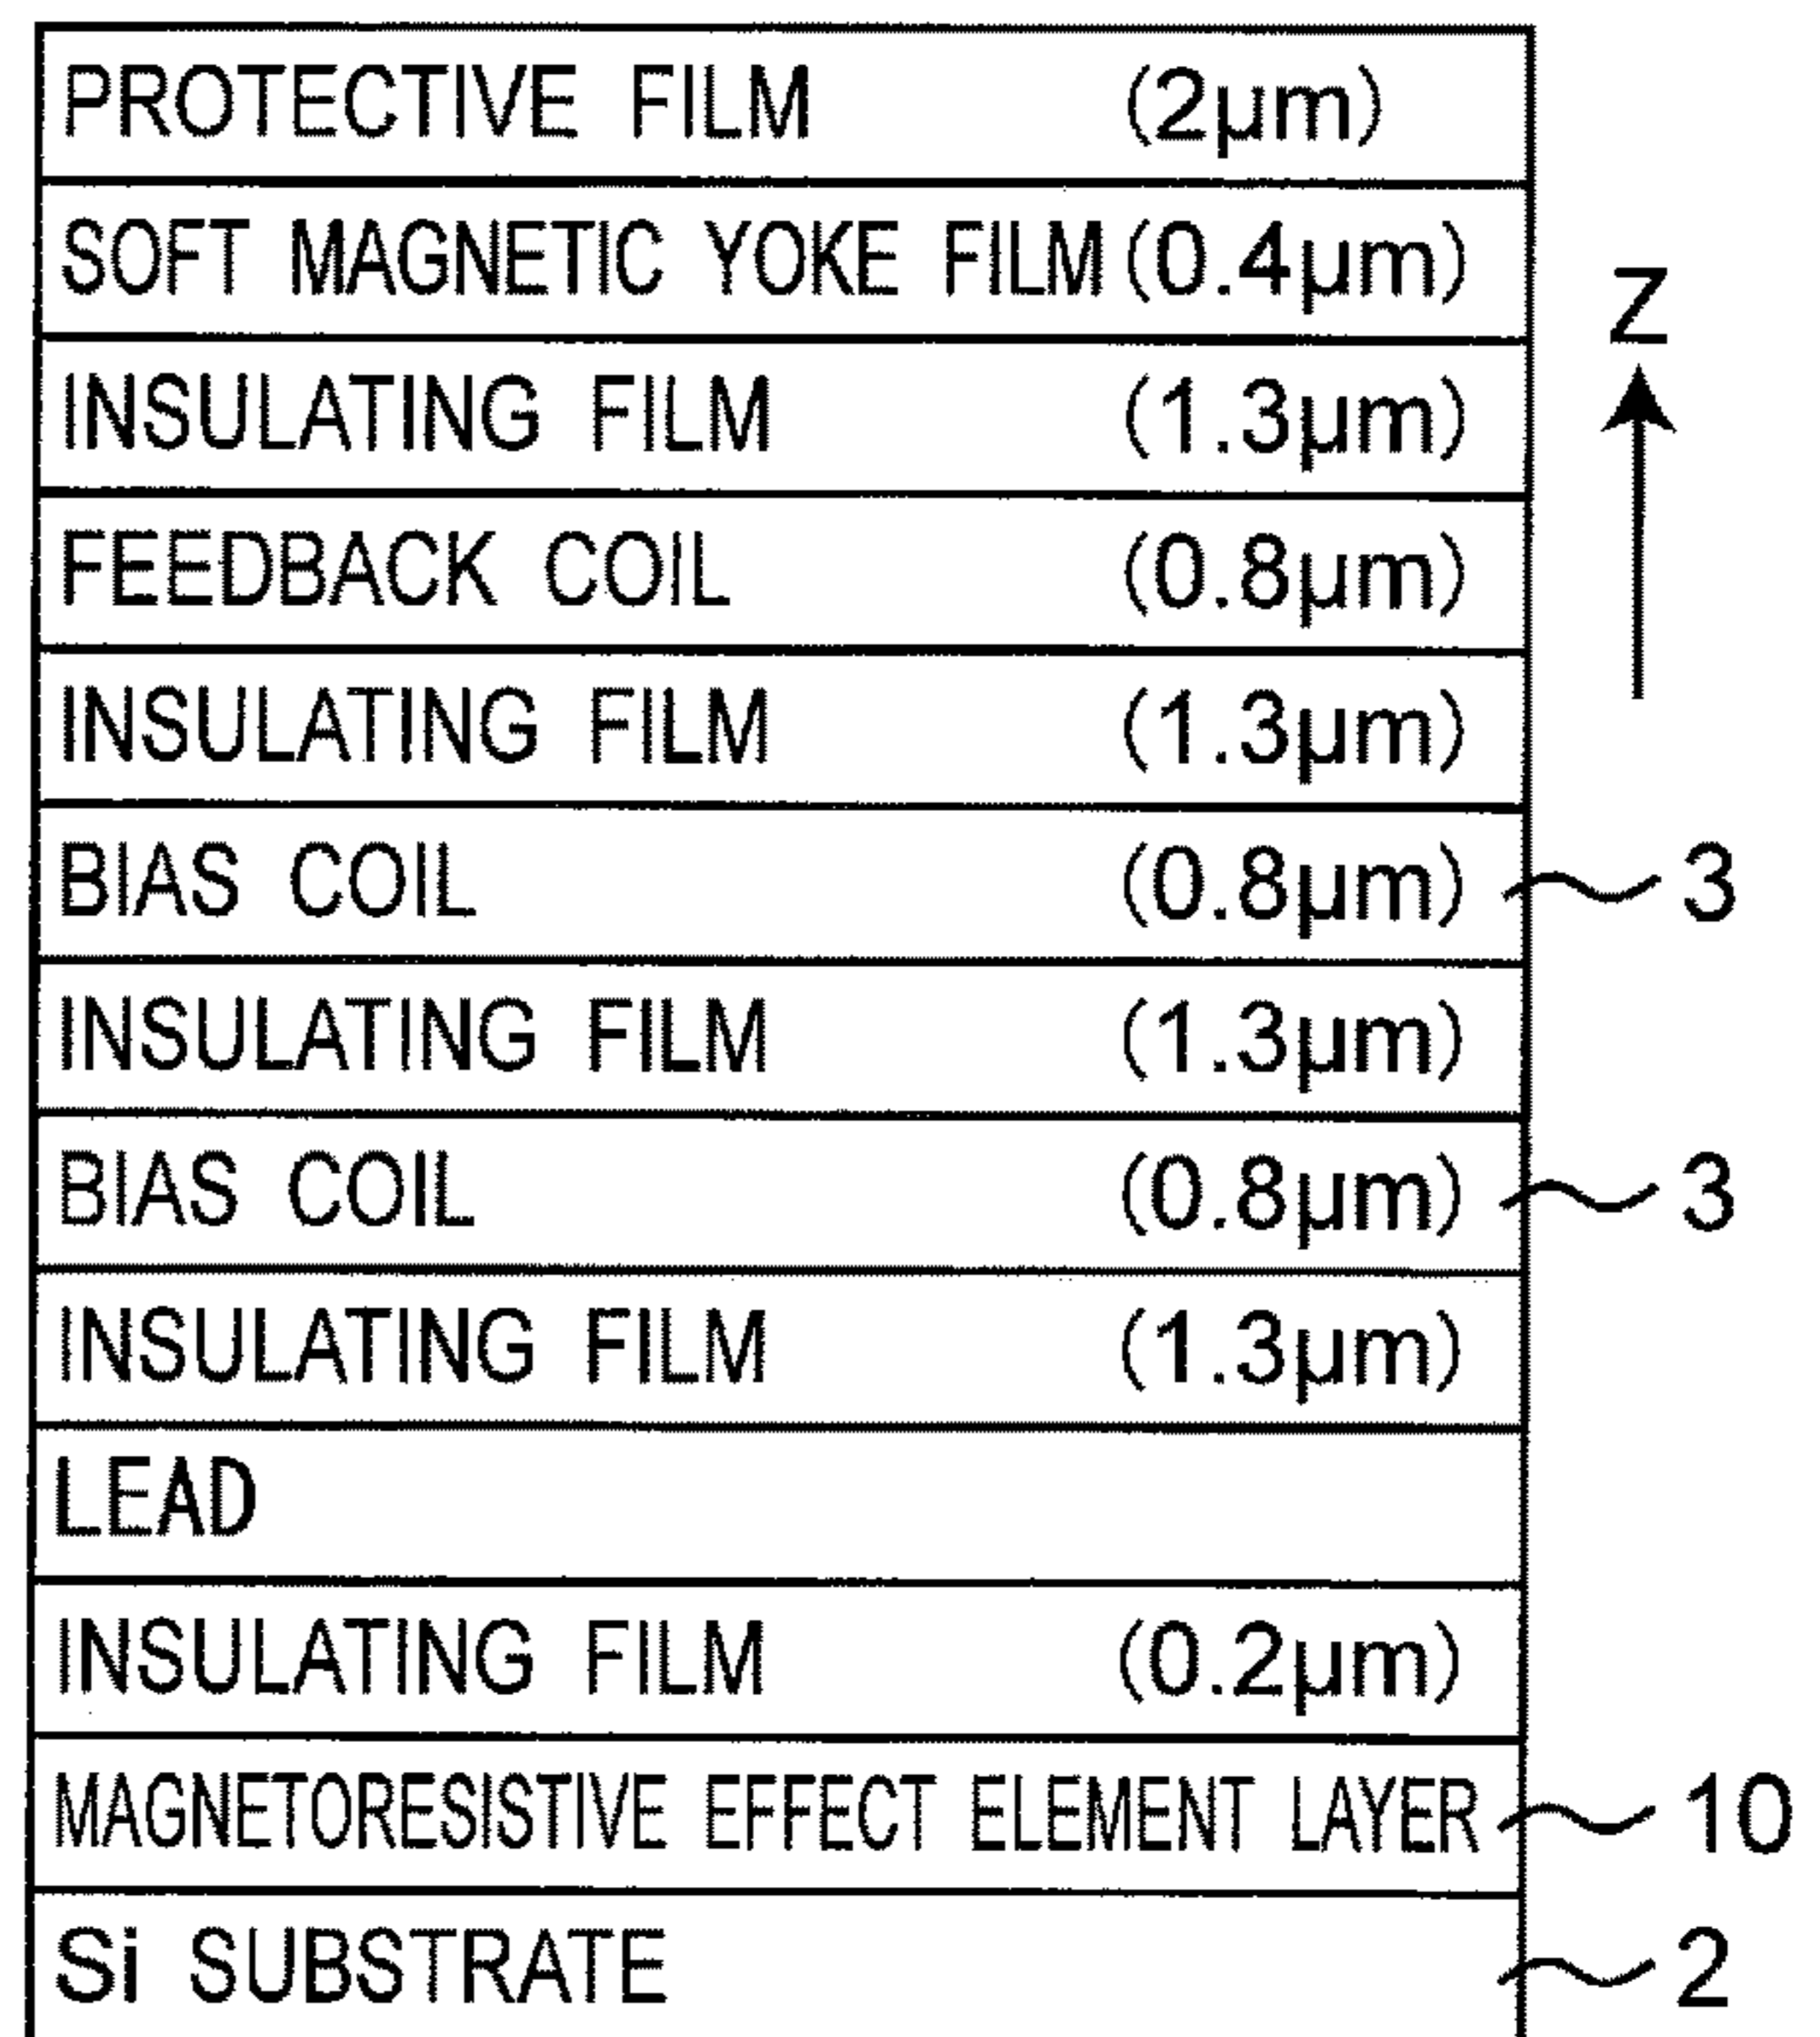 PROTECTIVE FILM (2µm)
SOFT MAGNETIC YOKE FILM (0.4µm)
Z
INSULATING FILM (1.3µm)
FEEDBACK COIL (0.8µm)
INSULATING FILM (1.3µm)
BIAS COIL (0.8µm) 3
INSULATING FILM (1.3µm)
BIAS COIL (0.8µm) 3
INSULATING FILM (1.3µm)
LEAD
INSULATING FILM (0.2µm)
MAGNETORESISTIVE EFFECT ELEMENT LAYER 10
Si SUBSTRATE 2